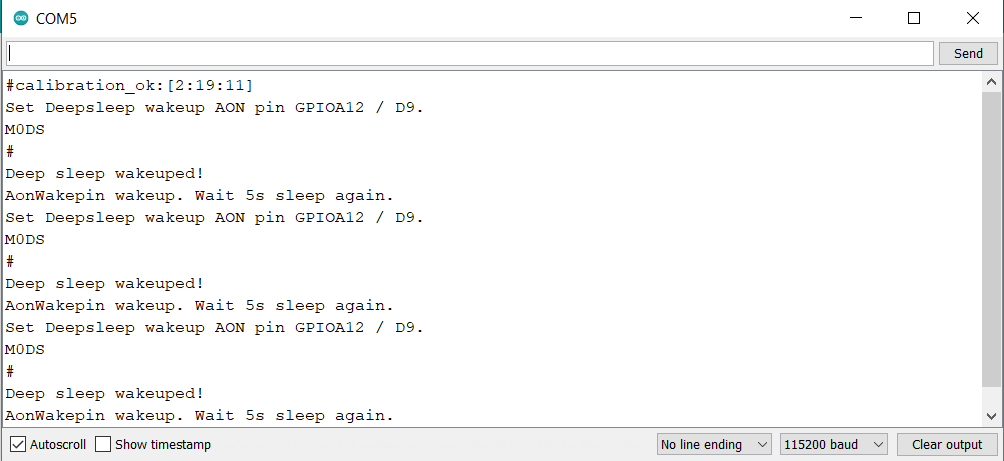 COM5
Send
#calibration_ok:[2:19:11]
Set Deepsleep wakeup AON pin GPIOA12 / D9.
M0DS
#
Deep sleep wakeuped!
AonWakepin wakeup. Wait 5s sleep again.
Set Deepsleep wakeup AON pin GPIOA12 / D9.
M0DS
#
Deep sleep wakeuped!
AonWakepin wakeup. Wait 5s sleep again.
Set Deepsleep wakeup AON pin GPIOA12 / D9.
M0DS
#
Deep sleep wakeuped!
AonWakepin wakeup. Wait 5s sleep again.
Autoscroll Show timestamp No line ending 115200 baud Clear output